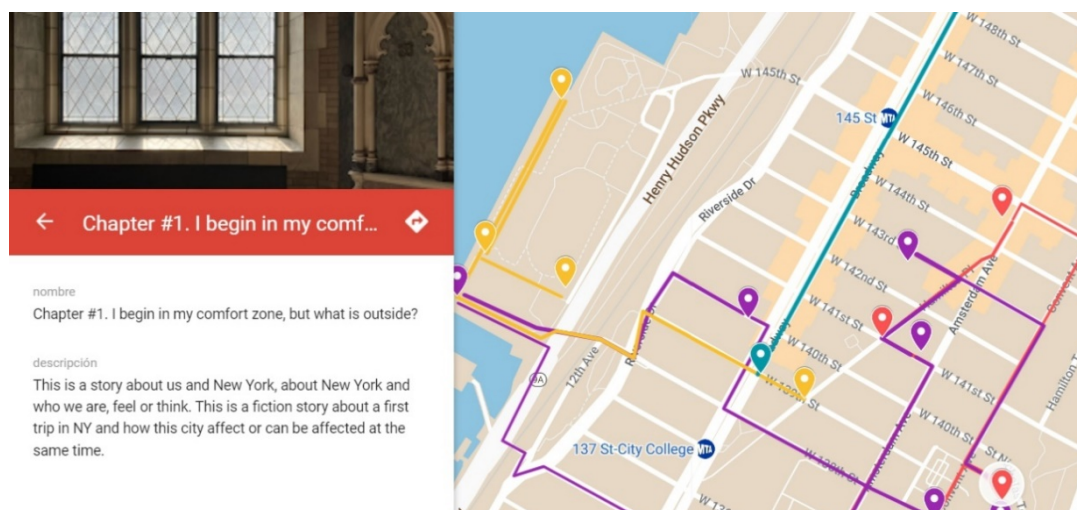 Chapter #1. I begin in my comf...
nombre
Chapter #1. I begin in my comfort zone, but what is outside?
descripción
This is a story about us and New York, about New York and
who we are, feel or think. This is a fiction story about a first
trip in NY and how this city affect or can be affected at the
same time.
W 148th St
W 147th St
W 146th St
W 145th St
145 St
MTA
W 145th St
Henry Hudson Pkwy
Broadway
W 144th St
Riverside Dr
W 143rd
W 142nd St
Amsterdam Ave
W 141st St
W 140th St
12th Ave
9A
W 141st St
Hamilton T
W 139th St
W 140th St
137 St-City College
MTA
W 138th St